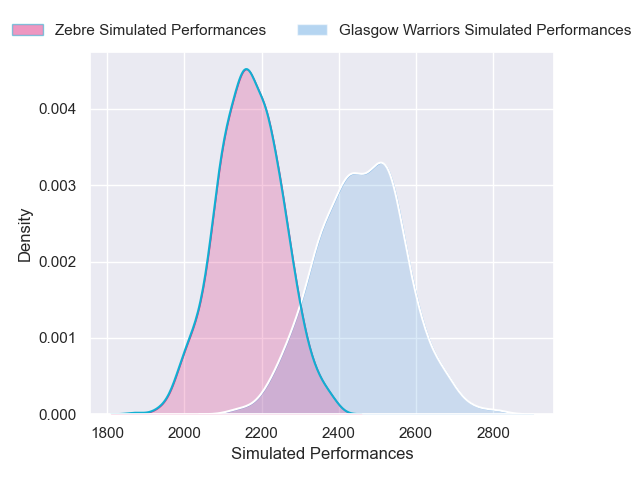 Zebre Simulated Performances
Glasgow Warriors Simulated Performances
0.004
0.003
0.002
0.001
0.000
Density
1800 2000 2200 2400 2600 2800
Simulated Performances